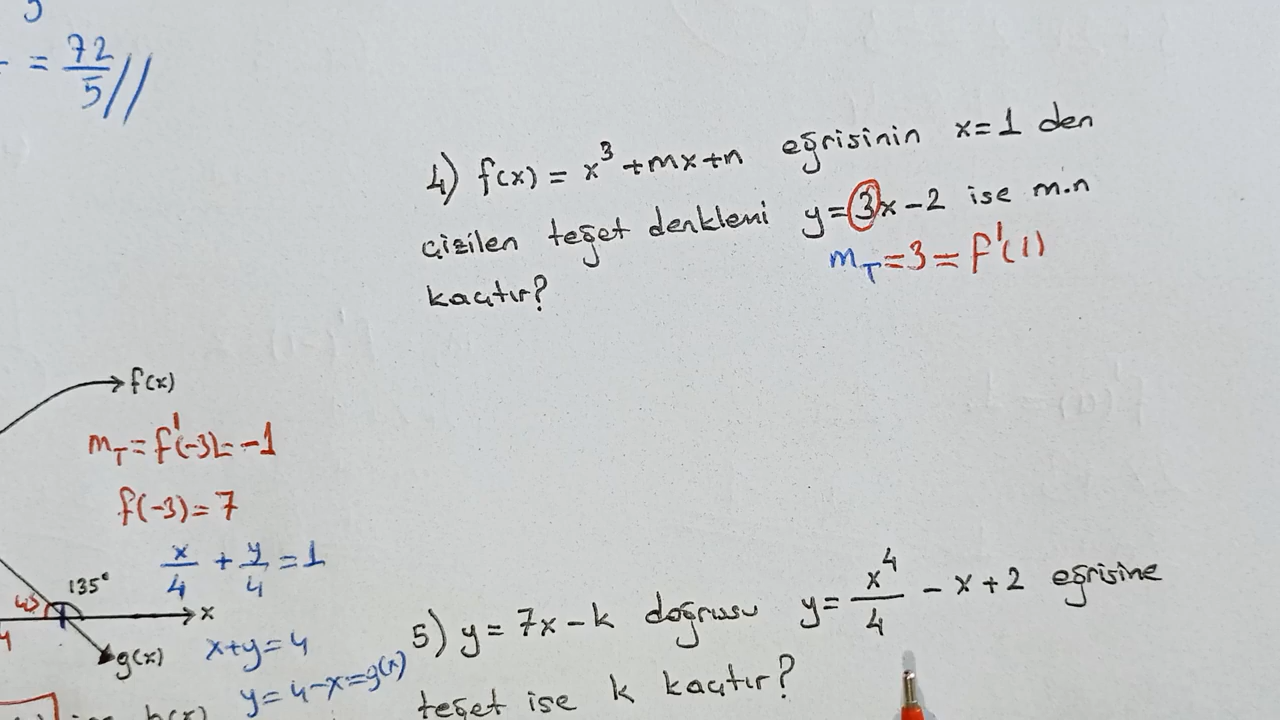 = 72/5 //
4) f(x) = x³ + mx + n eğrisinin x = 1 den
çizilen teğet denklemi y = 3x - 2 ise m.n
kaçtır?
m_T = 3 = f'(1)
f(x)
m_T = f'(-3) = -1
f(-3) = 7
x/4 + y/4 = 1
135°
45
x
4
g(x)
x+y=4
y=4-x=g(x)
5) y = 7x - k doğrusu y = x⁴/4 - x + 2 eğrisine
teğet ise k kaçtır?